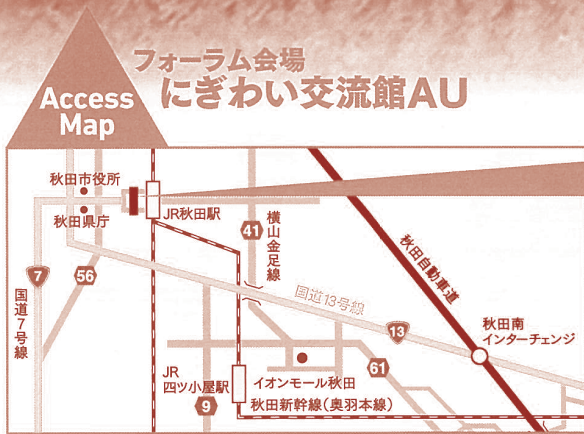 フォーラム会場
にぎわい交流館AU
Access
Map
秋田市役所
秋田県庁
JR秋田駅
横山金足線
41
秋田自動車道
7
56
国道7号線
国道13号線
13
秋田南
インターチェンジ
JR
四ツ小屋駅
イオンモール秋田
61
9
秋田新幹線(奥羽本線)